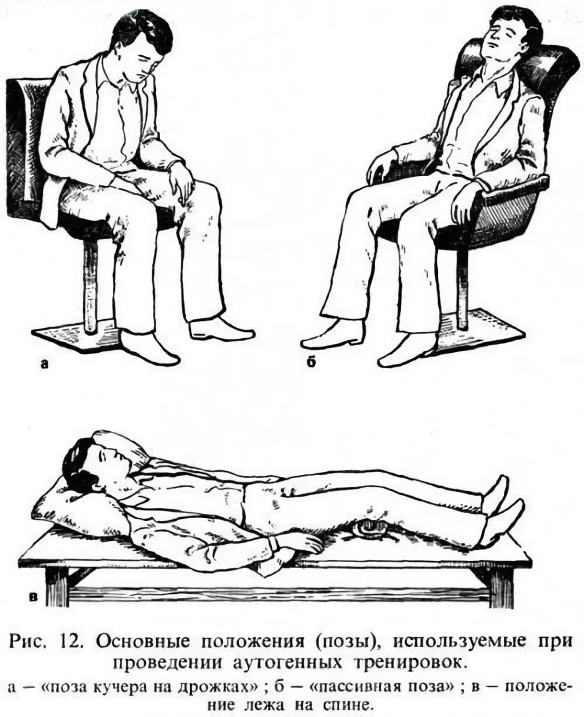 а
б
в
Рис. 12. Основные положения (позы), используемые при
проведении аутогенных тренировок.
а — «поза кучера на дрожках» ; б — «пассивная поза» ; в — положе-
ние лежа на спине.